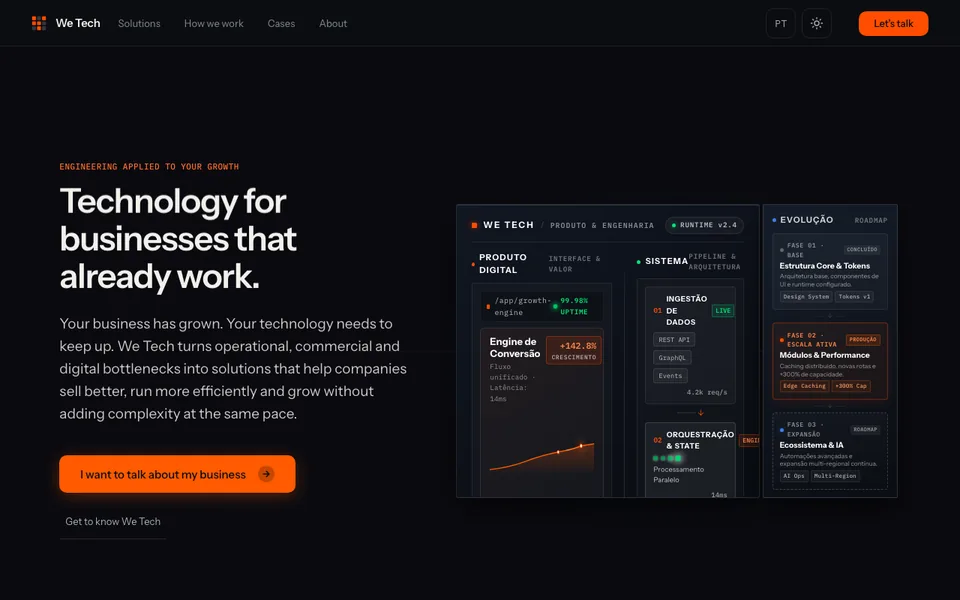 We Tech
Solutions
How we work
Cases
About
PT
Let's talk
ENGINEERING APPLIED TO YOUR GROWTH
Technology for
businesses that
already work.
Your business has grown. Your technology needs to
keep up. We Tech turns operational, commercial and
digital bottlenecks into solutions that help companies
sell better, run more efficiently and grow without
adding complexity at the same pace.
I want to talk about my business
Get to know We Tech
WE TECH / PRODUTO & ENGENHARIA
RUNTIME v2.4
PRODUTO
DIGITAL
INTERFACE &
VALOR
/app/growth-
engine
99.98%
UPTIME
Engine de
Conversão
Fluxo
unificado ·
Latência:
14ms
+142.8%
CRESCIMENTO
SISTEMA
PIPELINE &
ARQUITETURA
01
INGESTÃO
DE
DADOS
LIVE
REST API
GraphQL
Events
4.2k req/s
02
ORQUESTRAÇÃO
& STATE
Processamento
Paralelo
14ms
EVOLUÇÃO
ROADMAP
FASE 01 ·
BASE
CONCLUÍDO
Estrutura Core & Tokens
Arquitetura base, componentes de
UI e runtime configurado.
Design System
Tokens v1
FASE 02 ·
ESCALA ATIVA
PRODUÇÃO
Módulos & Performance
Caching distribuído, novas rotas e
+300% de capacidade.
Edge Caching
+300% Cap
FASE 03 ·
EXPANSÃO
ROADMAP
Ecossistema & IA
Automações avançadas e
expansão multi-regional contínua.
AI Ops
Multi-Region